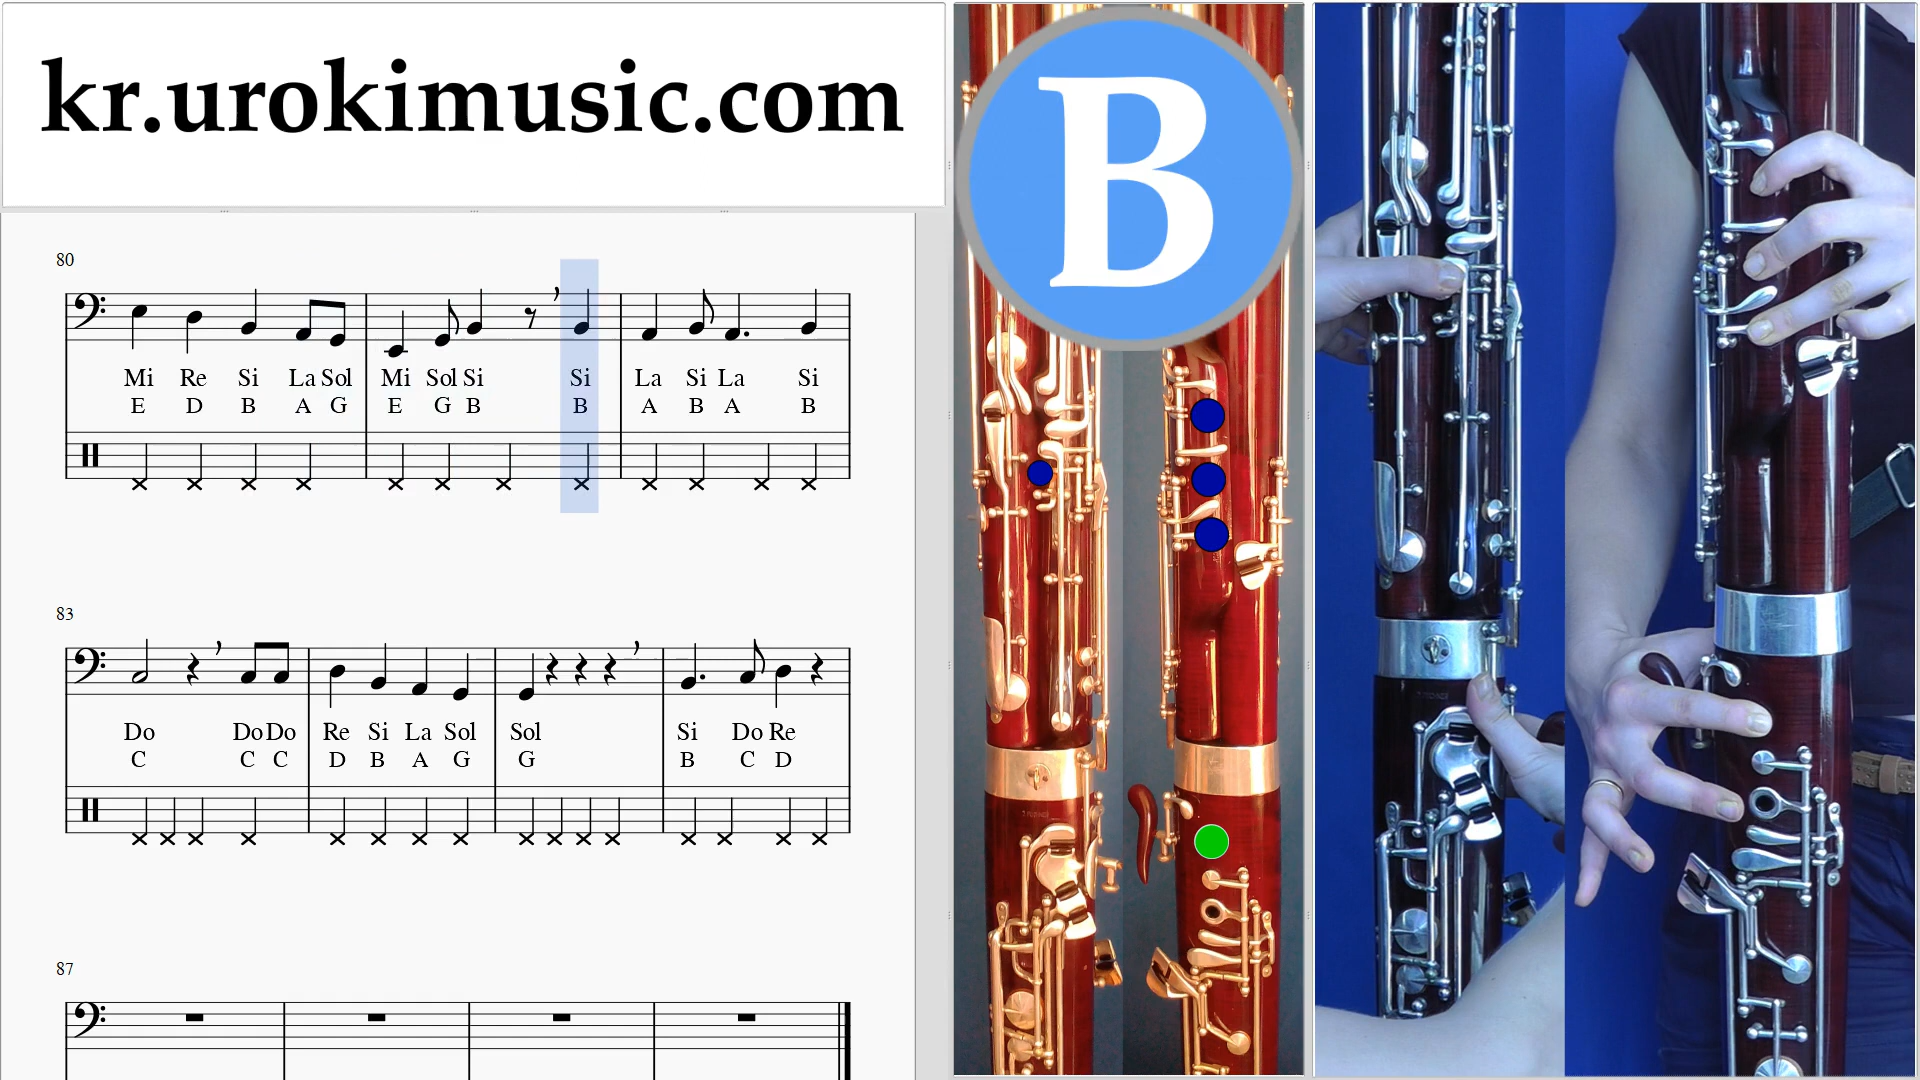 kr.urokimusic.com
B
80
Mi Re Si La Sol Mi Sol Si Si La Si La Si
E D B A G E G B B A B A B
83
Do Do Do Re Si La Sol Sol Si Do Re
C C C D B A G G B C D
87